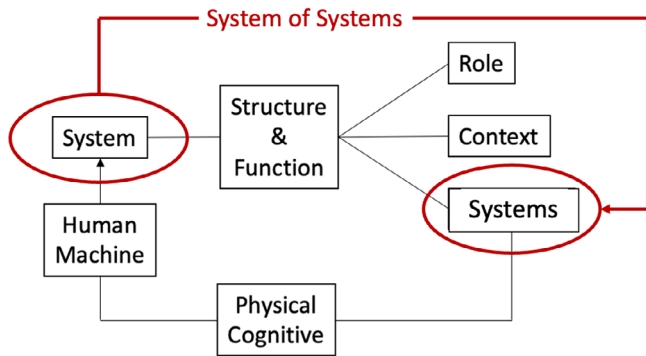 System of Systems
Role
Structure
&
Function
System
Context
Systems
Human
Machine
Physical
Cognitive